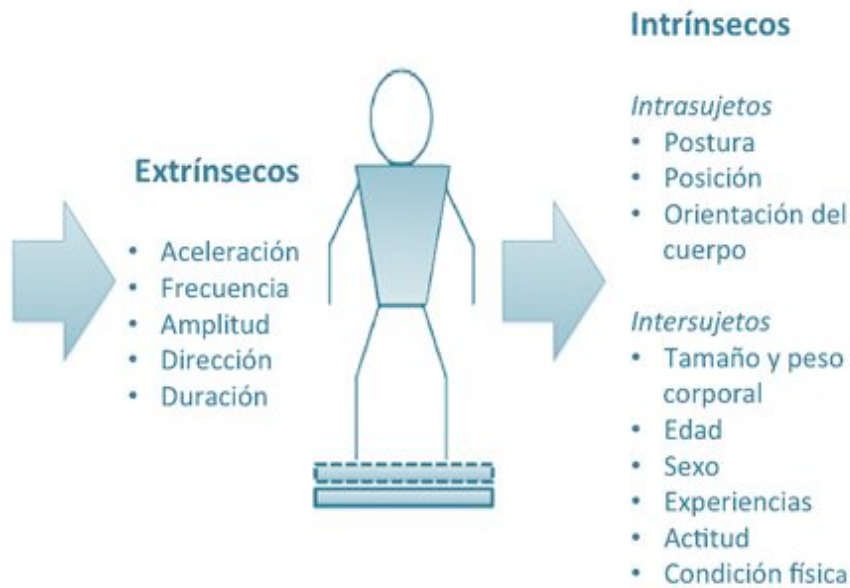 Extrínsecos
• Aceleración
• Frecuencia
• Amplitud
• Dirección
• Duración
Intrínsecos
Intrasujetos
• Postura
• Posición
• Orientación del
cuerpo
Intersujetos
• Tamaño y peso
corporal
• Edad
• Sexo
• Experiencias
• Actitud
• Condición física